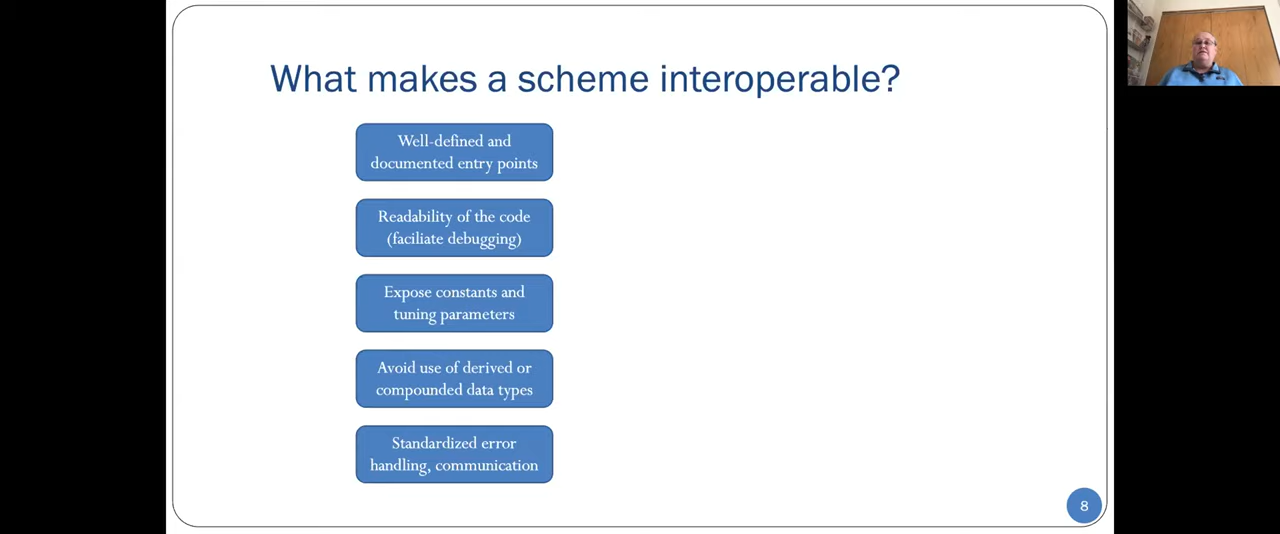 What makes a scheme interoperable?
Well-defined and
documented entry points
Readability of the code
(faciliate debugging)
Expose constants and
tuning parameters
Avoid use of derived or
compounded data types
Standardized error
handling, communication
8